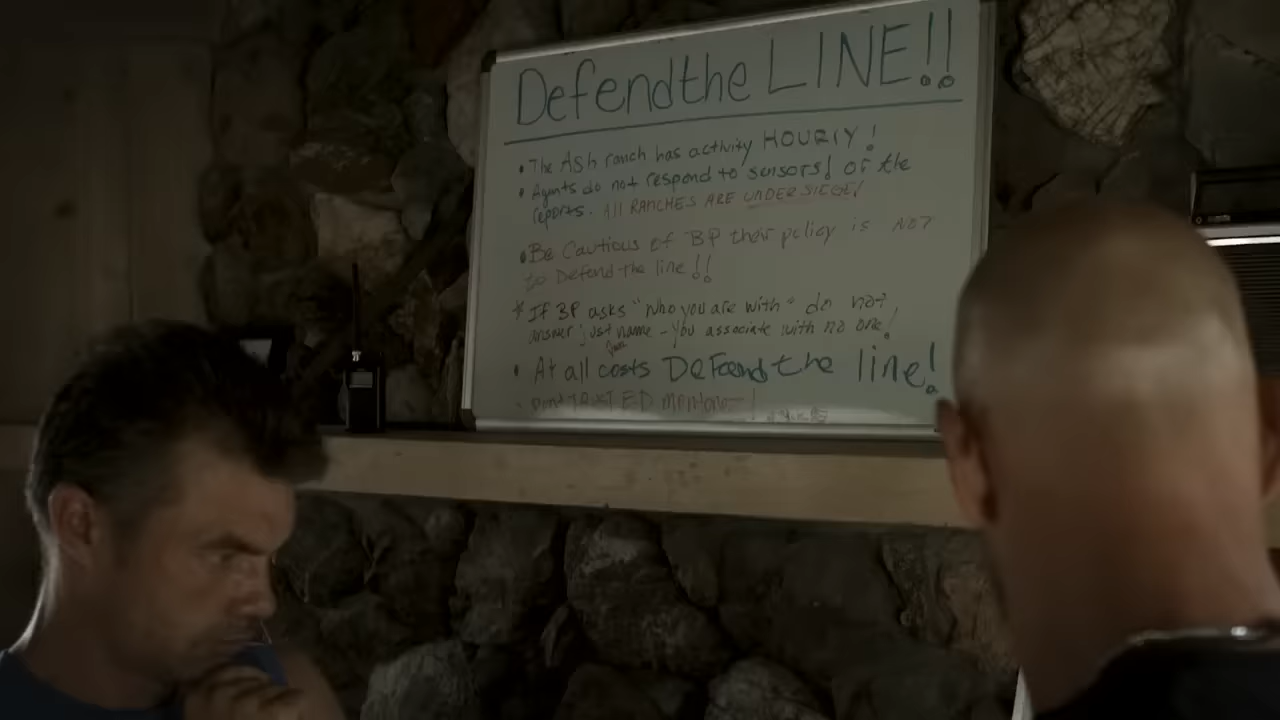 Defend the LINE!!
• The Ash ranch has activity HOURLY!
• Agents do not respond to sensors! or the
reports. All RANCHES ARE UNDER SIEGE!
• Be Cautious of BP their policy is NOT
to Defend the line!!
* If BP asks "who you are with" do not
answer just name - you associate with no one!
• At all costs Defend the line!